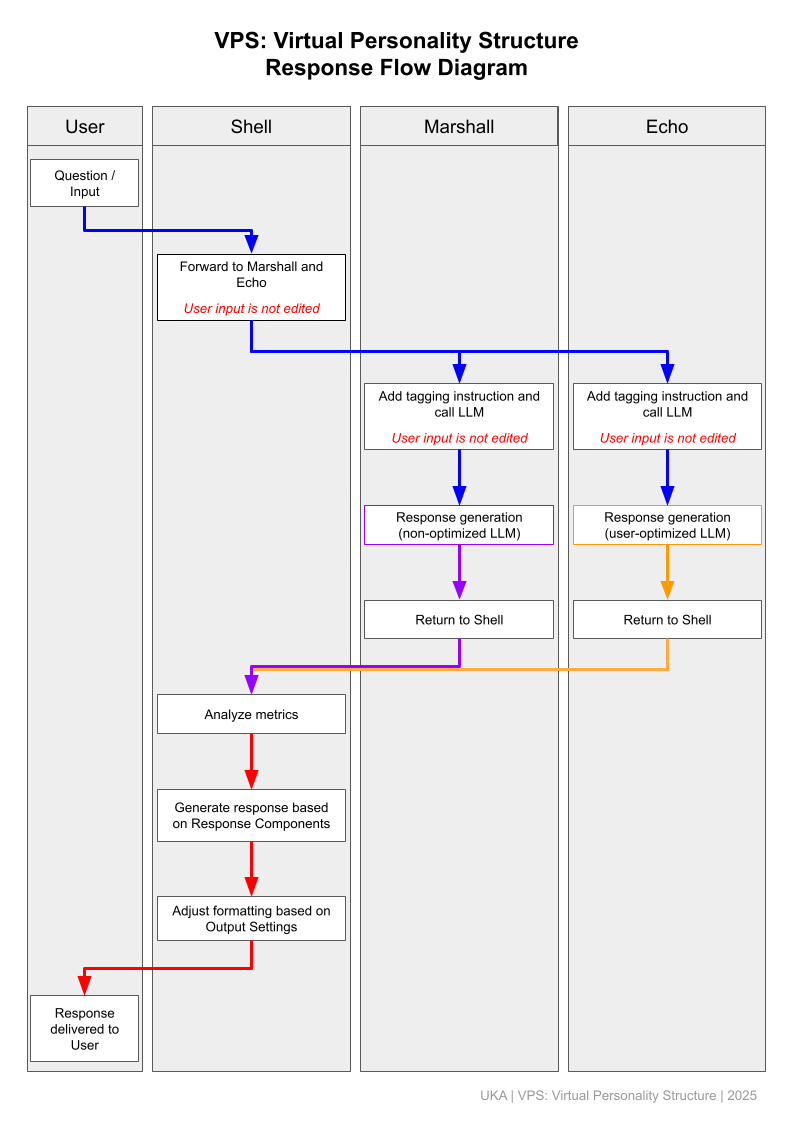 VPS: Virtual Personality Structure
Response Flow Diagram
User
Shell
Marshall
Echo
Question /
Input
Forward to Marshall and
Echo
User input is not edited
Add tagging instruction and
call LLM
User input is not edited
Add tagging instruction and
call LLM
User input is not edited
Response generation
(non-optimized LLM)
Response generation
(user-optimized LLM)
Return to Shell
Return to Shell
Analyze metrics
Generate response based
on Response Components
Adjust formatting based on
Output Settings
Response
delivered to
User
UKA | VPS: Virtual Personality Structure | 2025